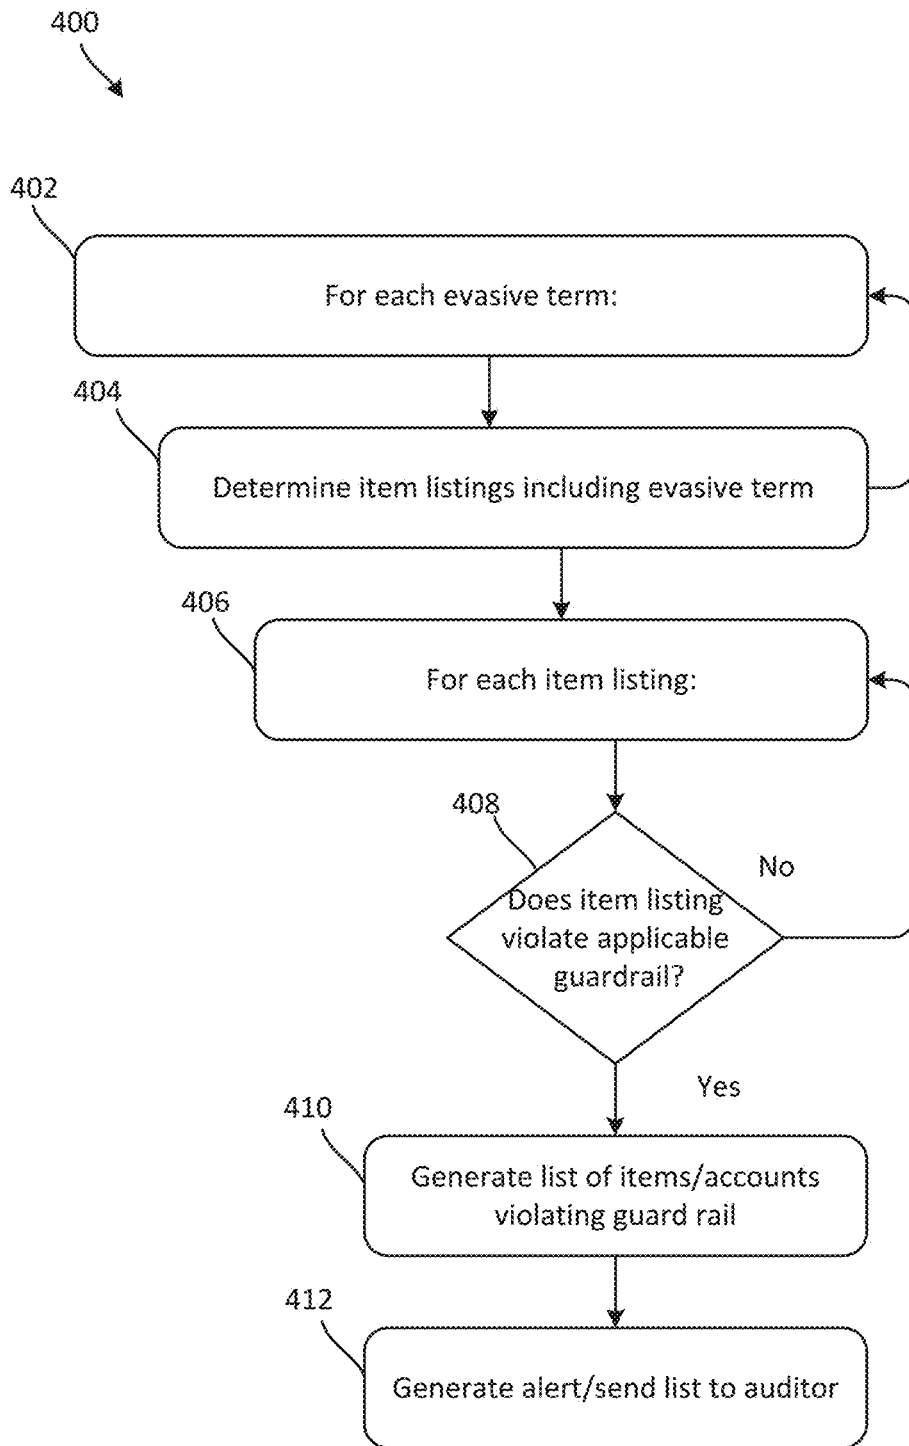 400
402
For each evasive term:
404
Determine item listings including evasive term
406
For each item listing:
408
No
Does item listing
violate applicable
guardrail?
Yes
410
Generate list of items/accounts
violating guard rail
412
Generate alert/send list to auditor